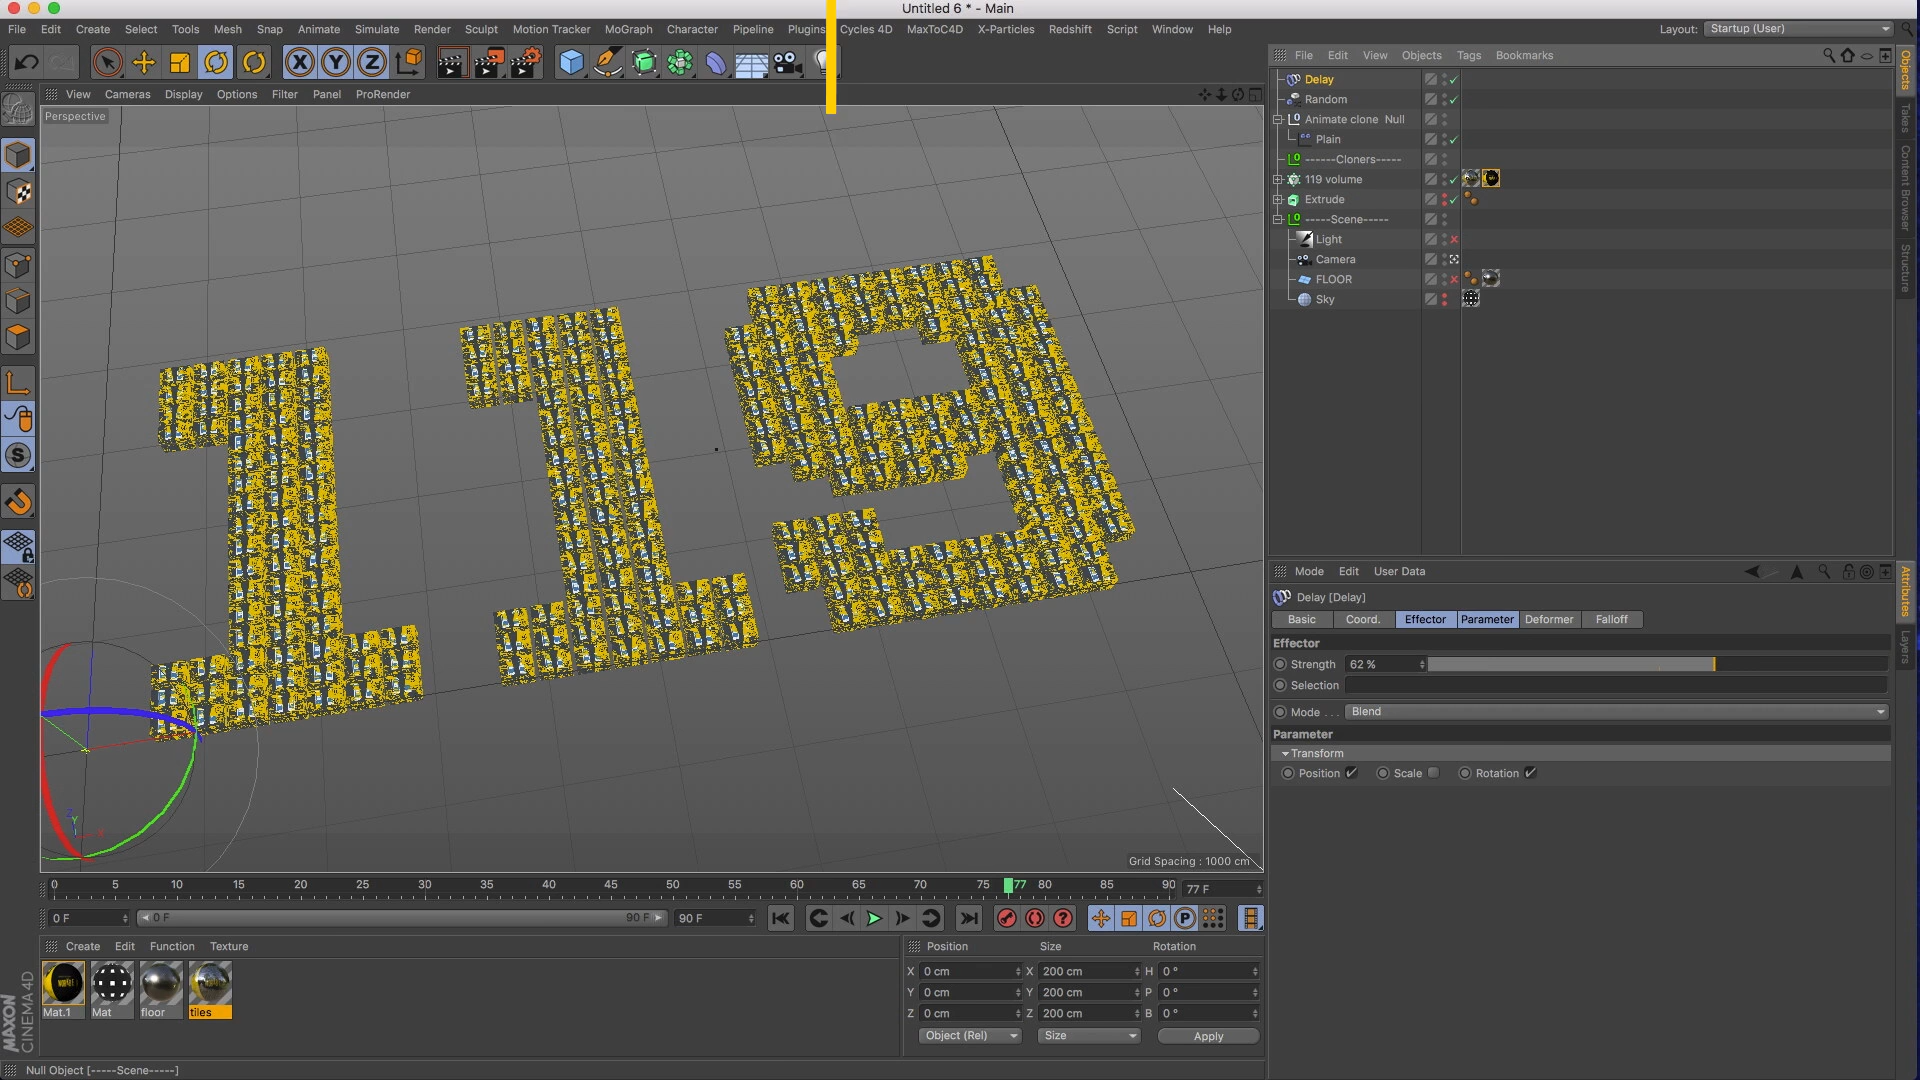 Untitled 6 * - Main
File Edit Create Select Tools Mesh Snap Animate Simulate Render Sculpt Motion Tracker MoGraph Character Pipeline Plugins Cycles 4D MaxToC4D X-Particles Redshift Script Window Help
Layout: Startup (User)
X Y Z
File Edit View Objects Tags Bookmarks
View Cameras Display Options Filter Panel ProRender
Perspective
Delay
Random
Animate clone Null
Plain
------Cloners-----
119 volume
Extrude
-----Scene-----
Light
Camera
FLOOR
Sky
Objects
Takes
Content Browser
Structure
Mode Edit User Data
Delay [Delay]
Basic Coord. Effector Parameter Deformer Falloff
Effector
Strength 62 %
Selection
Mode . . . Blend
Parameter
Transform
Position Scale Rotation
Attributes
Layers
Grid Spacing : 1000 cm
0 5 10 15 20 25 30 35 40 45 50 55 60 65 70 75 77 80 85 90 77 F
0 F 0 F 90 F 90 F
Create Edit Function Texture
Mat.1 Mat floor tiles
Position Size Rotation
X 0 cm X 200 cm H 0 °
Y 0 cm Y 200 cm P 0 °
Z 0 cm Z 200 cm B 0 °
Object (Rel) Size Apply
MAXON
CINEMA 4D
Null Object [-----Scene-----]